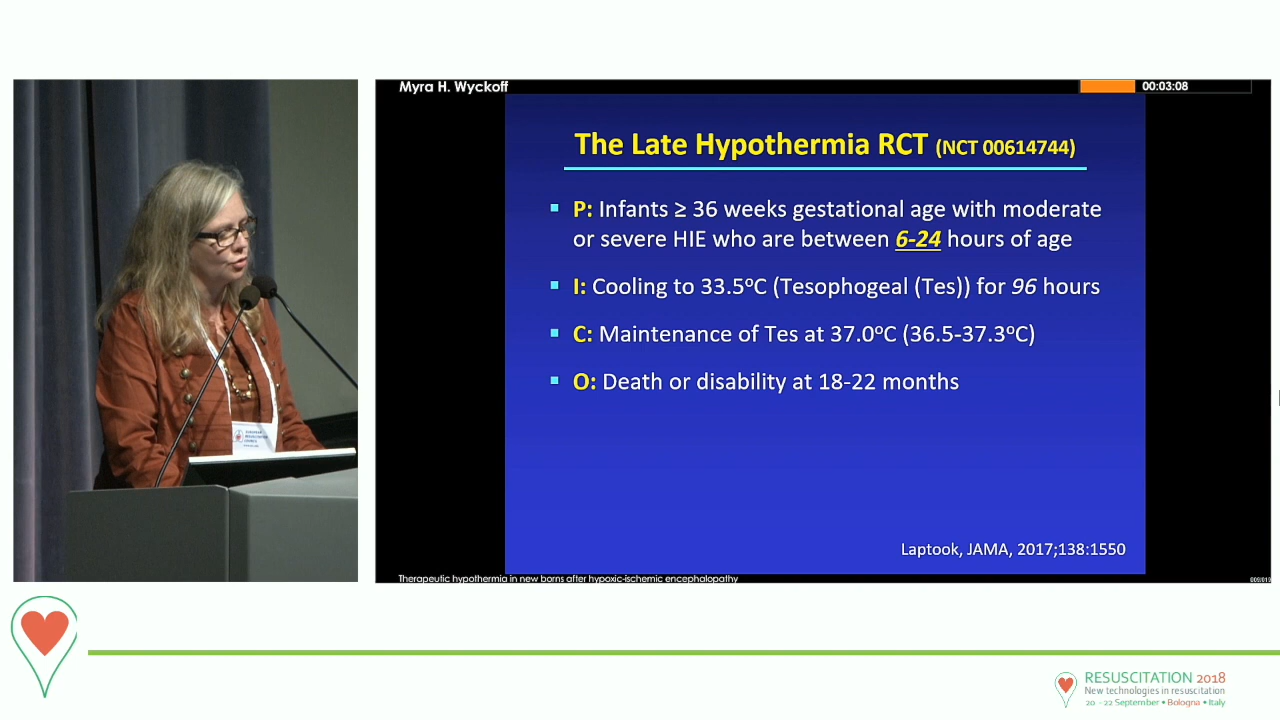 Myra H. Wyckoff
00:03:08
The Late Hypothermia RCT (NCT 00614744)
P: Infants ≥ 36 weeks gestational age with moderate
or severe HIE who are between 6-24 hours of age
I: Cooling to 33.5ºC (Tesophogeal (Tes)) for 96 hours
C: Maintenance of Tes at 37.0ºC (36.5-37.3ºC)
O: Death or disability at 18-22 months
Laptook, JAMA, 2017;138:1550
Therapeutic hypothermia in new borns after hypoxic-ischemic encephalopathy
EUROPEAN
RESUSCITATION
COUNCIL
RESUSCITATION 2018
New technologies in resuscitation
20 - 22 September • Bologna • Italy